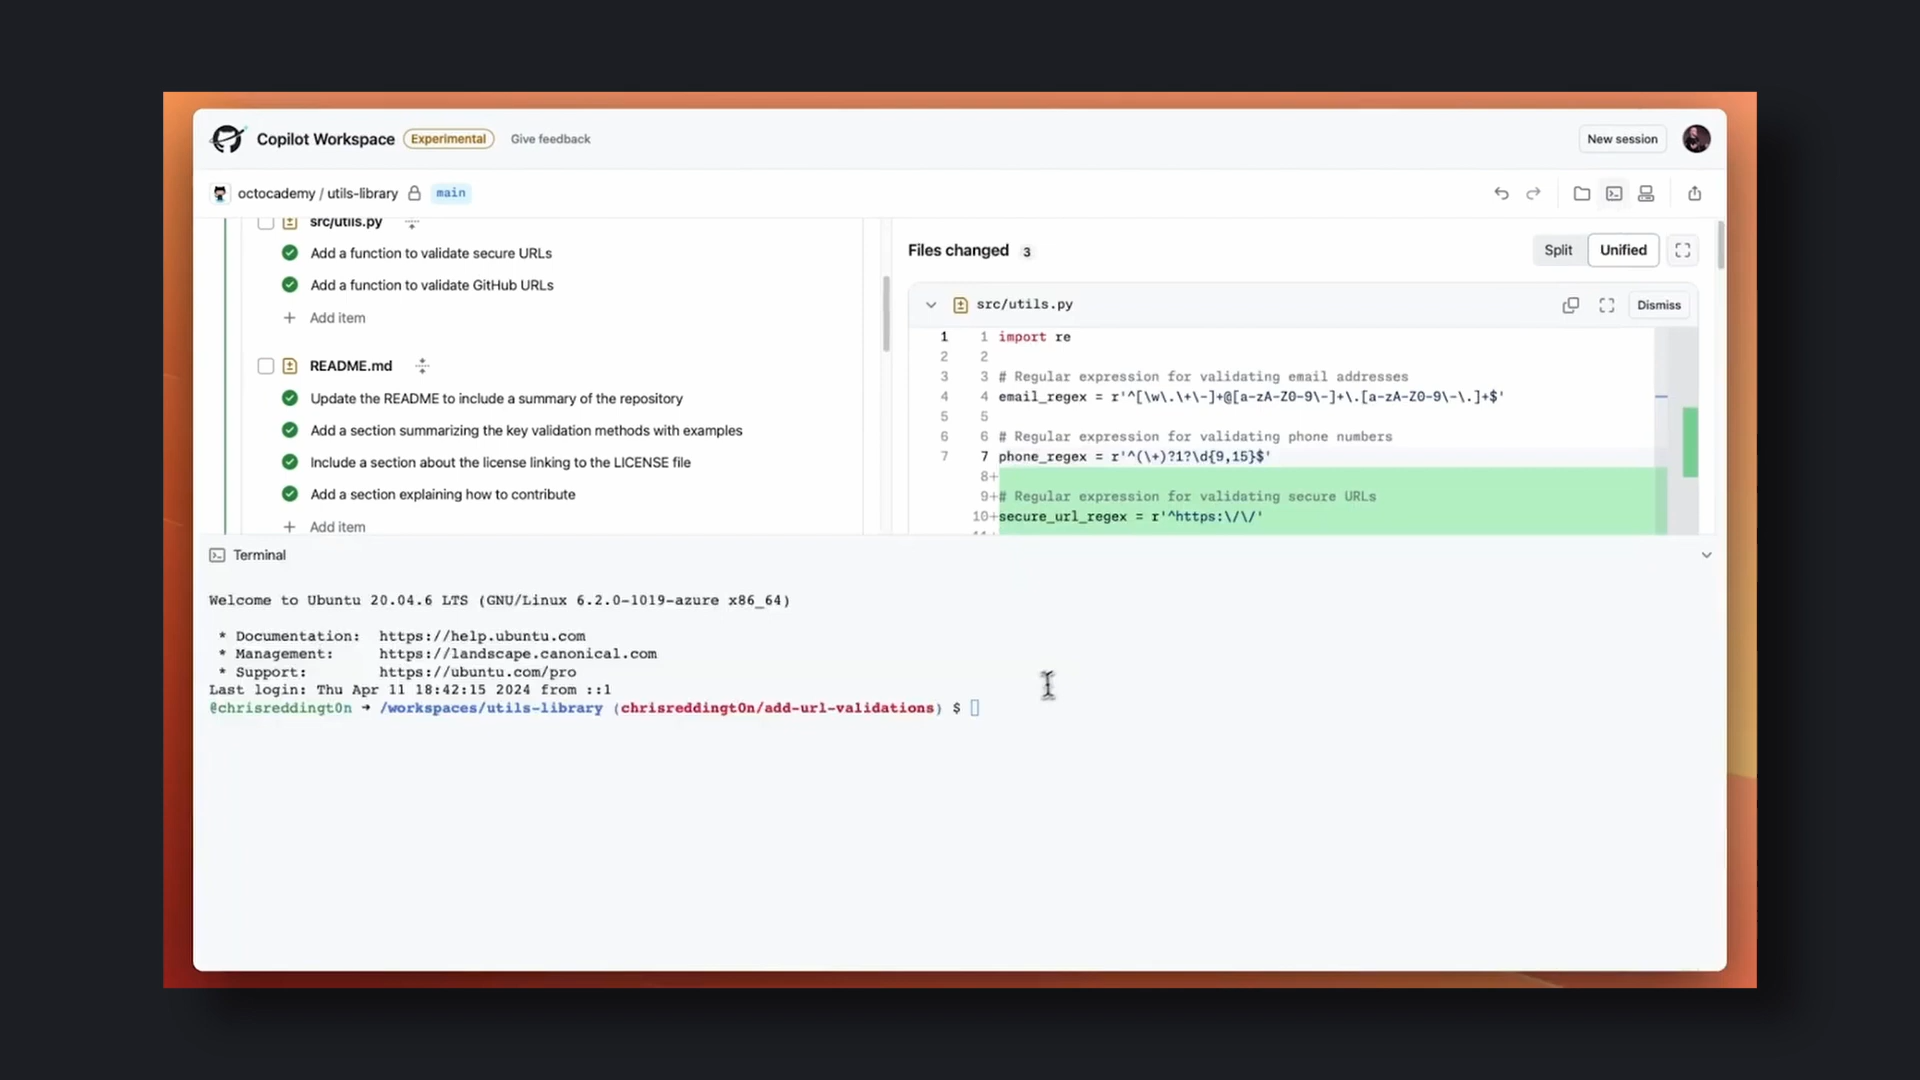 Copilot Workspace Experimental Give feedback New session
octocademy / utils-library main
src/utils.py
Add a function to validate secure URLs
Add a function to validate GitHub URLs
Add item
README.md
Update the README to include a summary of the repository
Add a section summarizing the key validation methods with examples
Include a section about the license linking to the LICENSE file
Add a section explaining how to contribute
Add item
Files changed 3 Split Unified
src/utils.py Dismiss
1 1 import re
2 2
3 3 # Regular expression for validating email addresses
4 4 email_regex = r'^[\w\.\+\-]+@[a-zA-Z0-9\-]+\.[a-zA-Z0-9\-\.]+$'
5 5
6 6 # Regular expression for validating phone numbers
7 7 phone_regex = r'^(\+)?1?\d{9,15}$'
8+
9+# Regular expression for validating secure URLs
10+secure_url_regex = r'^https:\/\/'
Terminal
Welcome to Ubuntu 20.04.6 LTS (GNU/Linux 6.2.0-1019-azure x86_64)
* Documentation: https://help.ubuntu.com
* Management: https://landscape.canonical.com
* Support: https://ubuntu.com/pro
Last login: Thu Apr 11 18:42:15 2024 from ::1
@chrisreddingt0n ➜ /workspaces/utils-library (chrisreddingt0n/add-url-validations) $